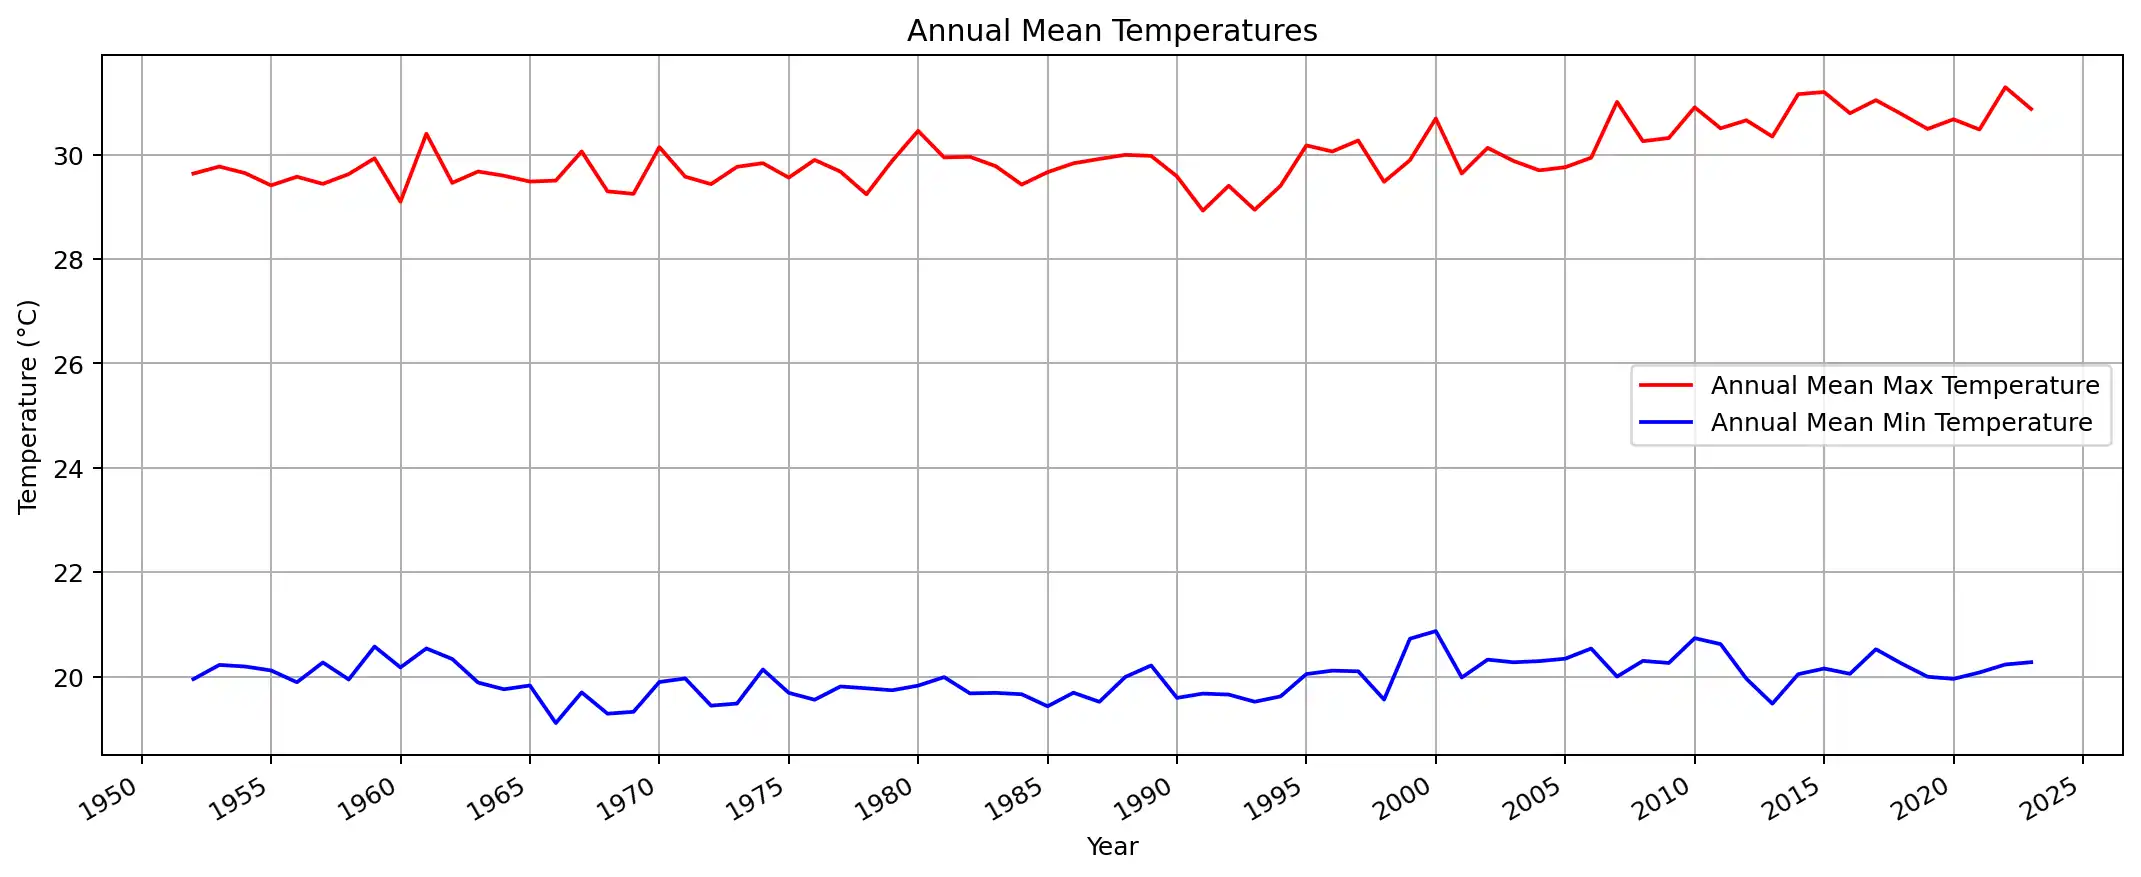 Annual Mean Temperatures
Temperature (°C)
30
28
26
24
22
20
Annual Mean Max Temperature
Annual Mean Min Temperature
1950 1955 1960 1965 1970 1975 1980 1985 1990 1995 2000 2005 2010 2015 2020 2025
Year